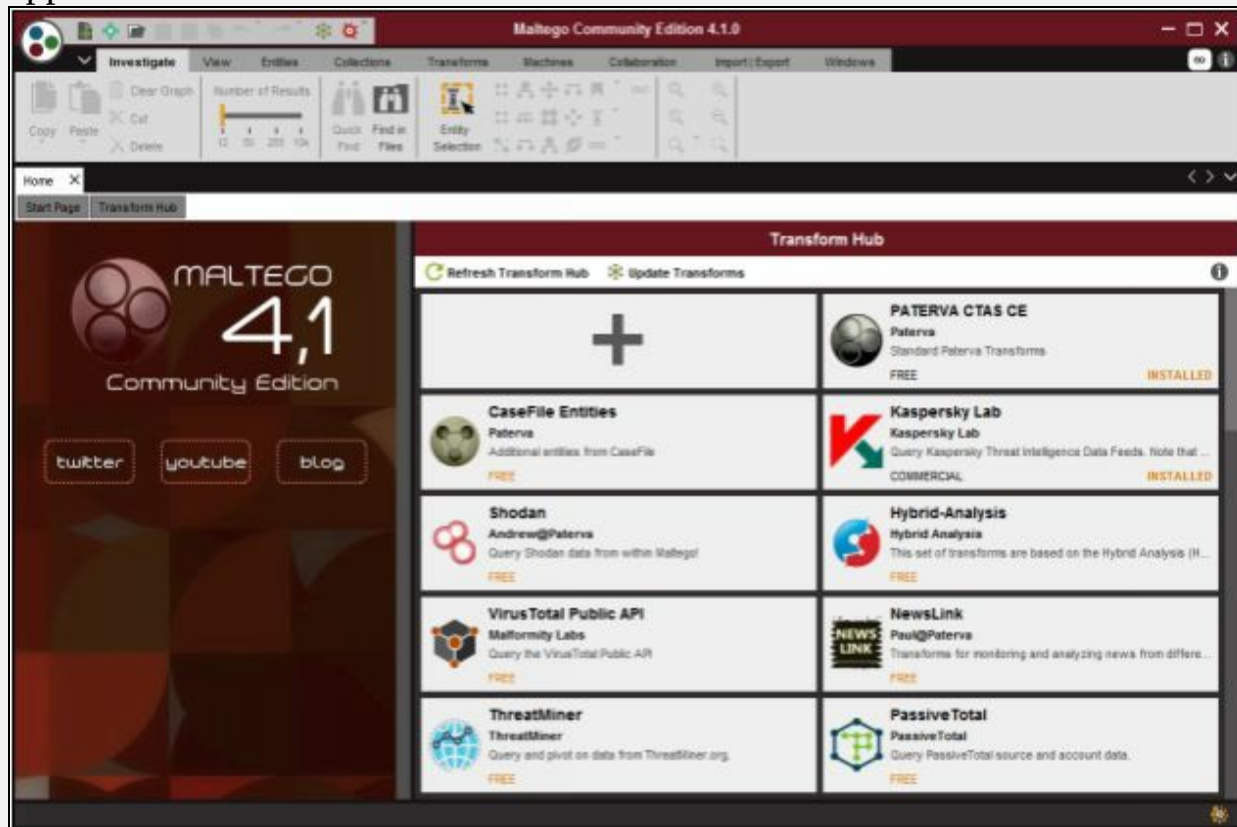 Maltego Community Edition 4.1.0
Investigate View Entities Collections Transforms Machines Collaboration Import | Export Windows
Copy Paste Clear Graph Cut Delete
Number of Results
Quick Find Find in Files
Entity Selection
Home X
Start Page Transform Hub
MALTEGO
4,1
Community Edition
twitter youtube blog
Transform Hub
Refresh Transform Hub Update Transforms
PATERVA CTAS CE
Paterva
Standard Paterva Transforms
FREE INSTALLED
CaseFile Entities
Paterva
Additional entities from CaseFile
FREE
Kaspersky Lab
Kaspersky Lab
Query Kaspersky Threat Intelligence Data Feeds. Note that ...
COMMERCIAL INSTALLED
Shodan
Andrew@Paterva
Query Shodan data from within Maltego!
FREE
Hybrid-Analysis
Hybrid Analysis
This set of transforms are based on the Hybrid Analysis (H...
FREE
VirusTotal Public API
Malformity Labs
Query the VirusTotal Public API
FREE
NEWS
LINK
NewsLink
Paul@Paterva
Transforms for monitoring and analyzing news from differe...
FREE
ThreatMiner
ThreatMiner
Query and pivot on data from ThreatMiner.org.
FREE
PassiveTotal
PassiveTotal
Query PassiveTotal source and account data.
FREE